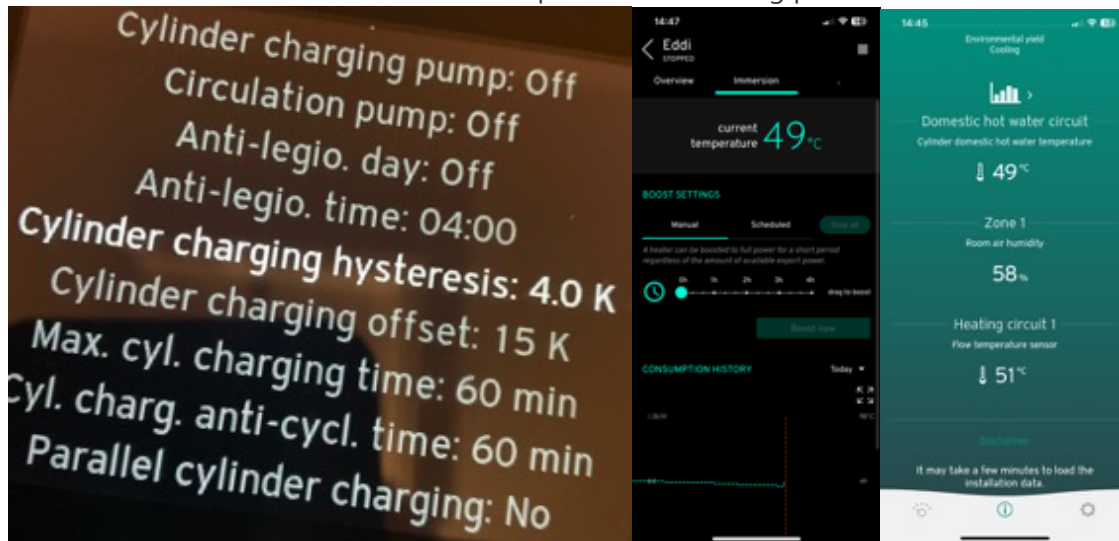 Cylinder charging pump: Off
Circulation pump: Off
Anti-legio. day: Off
Anti-legio. time: 04:00
Cylinder charging hysteresis: 4.0 K
Cylinder charging offset: 15 K
Max. cyl. charging time: 60 min
Cyl. charg. anti-cycl. time: 60 min
Parallel cylinder charging: No
14:47
Eddi
STOPPED
Overview Immersion
current temperature 49°C
BOOST SETTINGS
Manual Scheduled Stop all
A heater can be boosted to full power for a short period
regardless of the amount of available export power.
0h 1h 2h 3h 4h
drag to boost
Boost now
CONSUMPTION HISTORY Today
14:45
Environmental yield
Cooling
Domestic hot water circuit
Cylinder domestic hot water temperature
49°C
Zone 1
Room air humidity
58%
Heating circuit 1
Flow temperature sensor
51°C
Disclaimer
It may take a few minutes to load the
installation data.